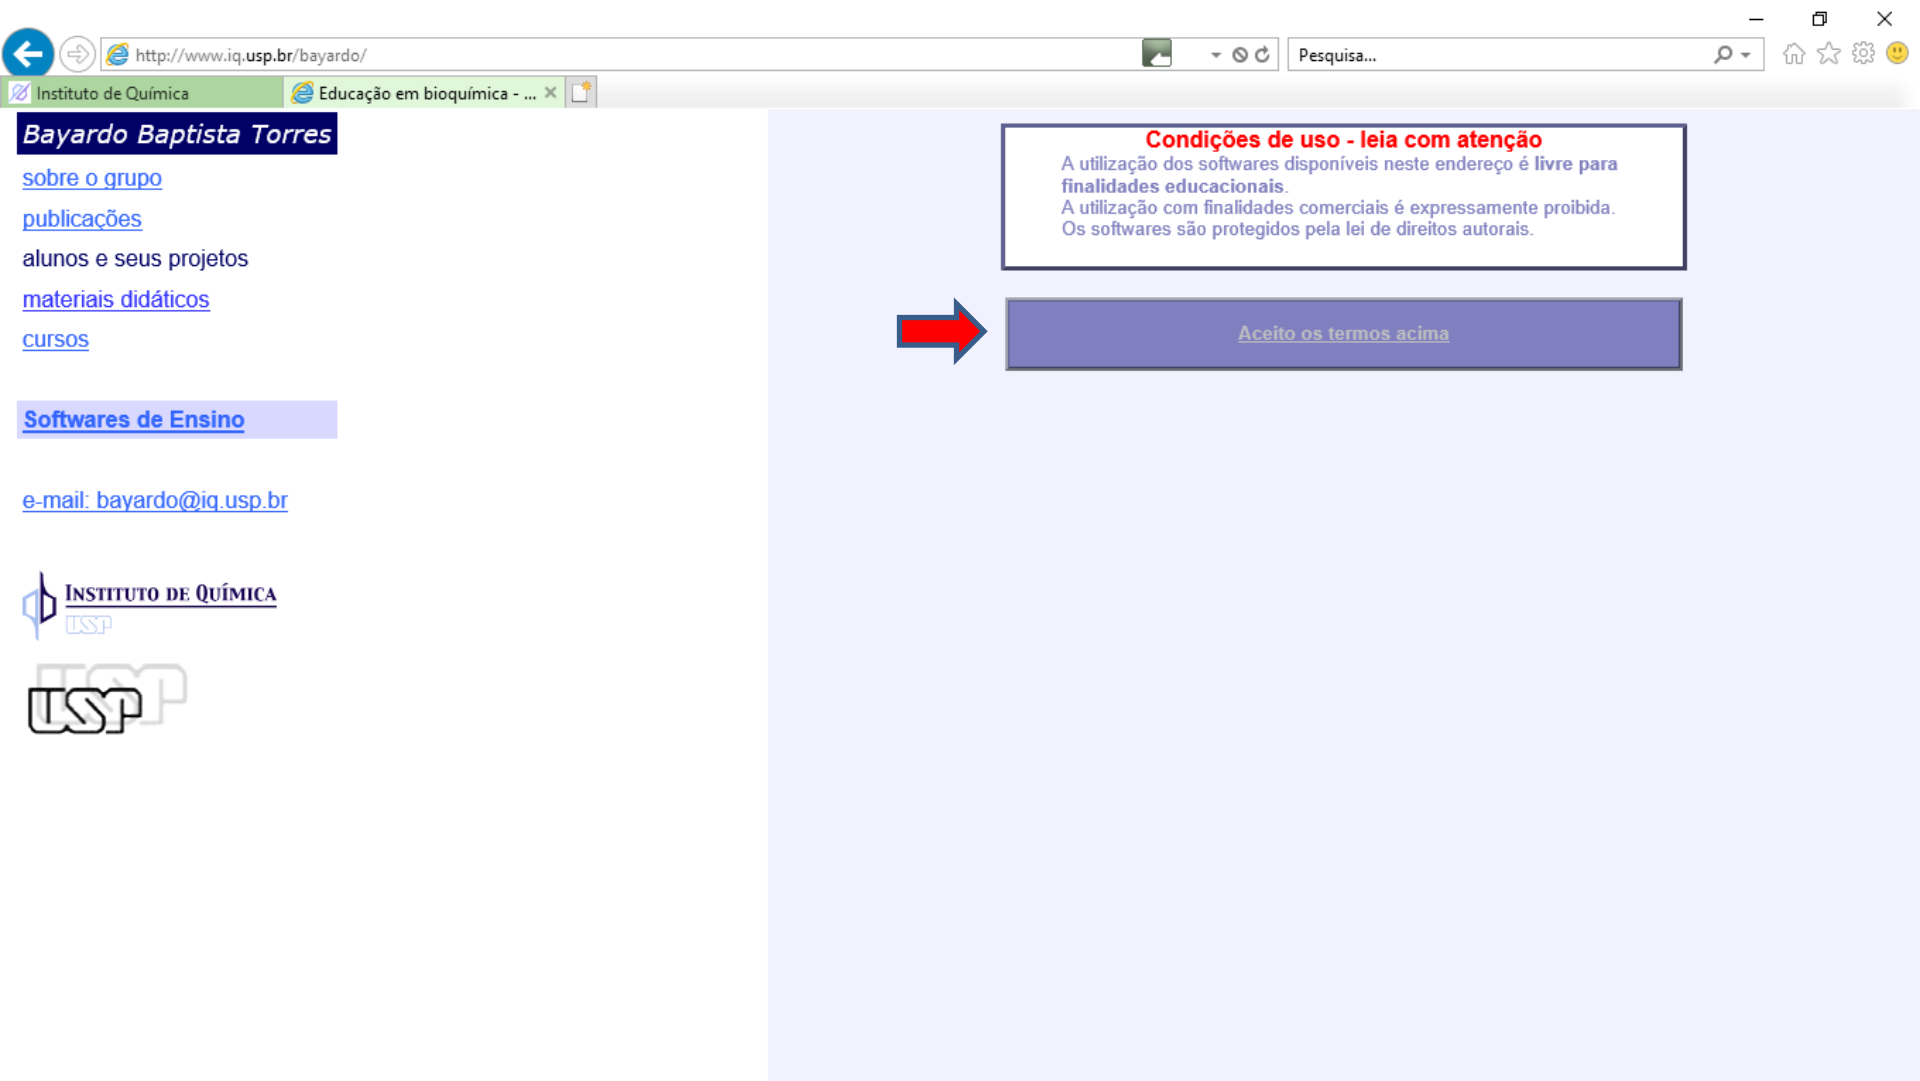 http://www.iq.usp.br/bayardo/
Pesquisa...
Instituto de Química
Educação em bioquímica - ...
Bayardo Baptista Torres
sobre o grupo
publicações
alunos e seus projetos
materiais didáticos
cursos
Softwares de Ensino
e-mail: bayardo@iq.usp.br
INSTITUTO DE QUÍMICA
USP
USP
USP
Condições de uso - leia com atenção
A utilização dos softwares disponíveis neste endereço é livre para
finalidades educacionais.
A utilização com finalidades comerciais é expressamente proibida.
Os softwares são protegidos pela lei de direitos autorais.
Aceito os termos acima